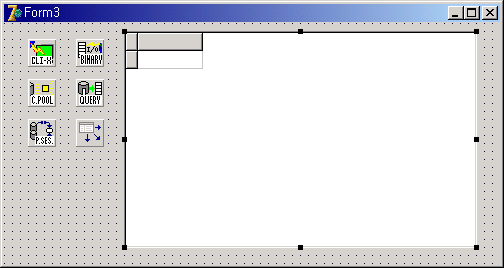 Form3
CLI-X
I/O
BINARY
C.POOL
QUERY
P.SES.